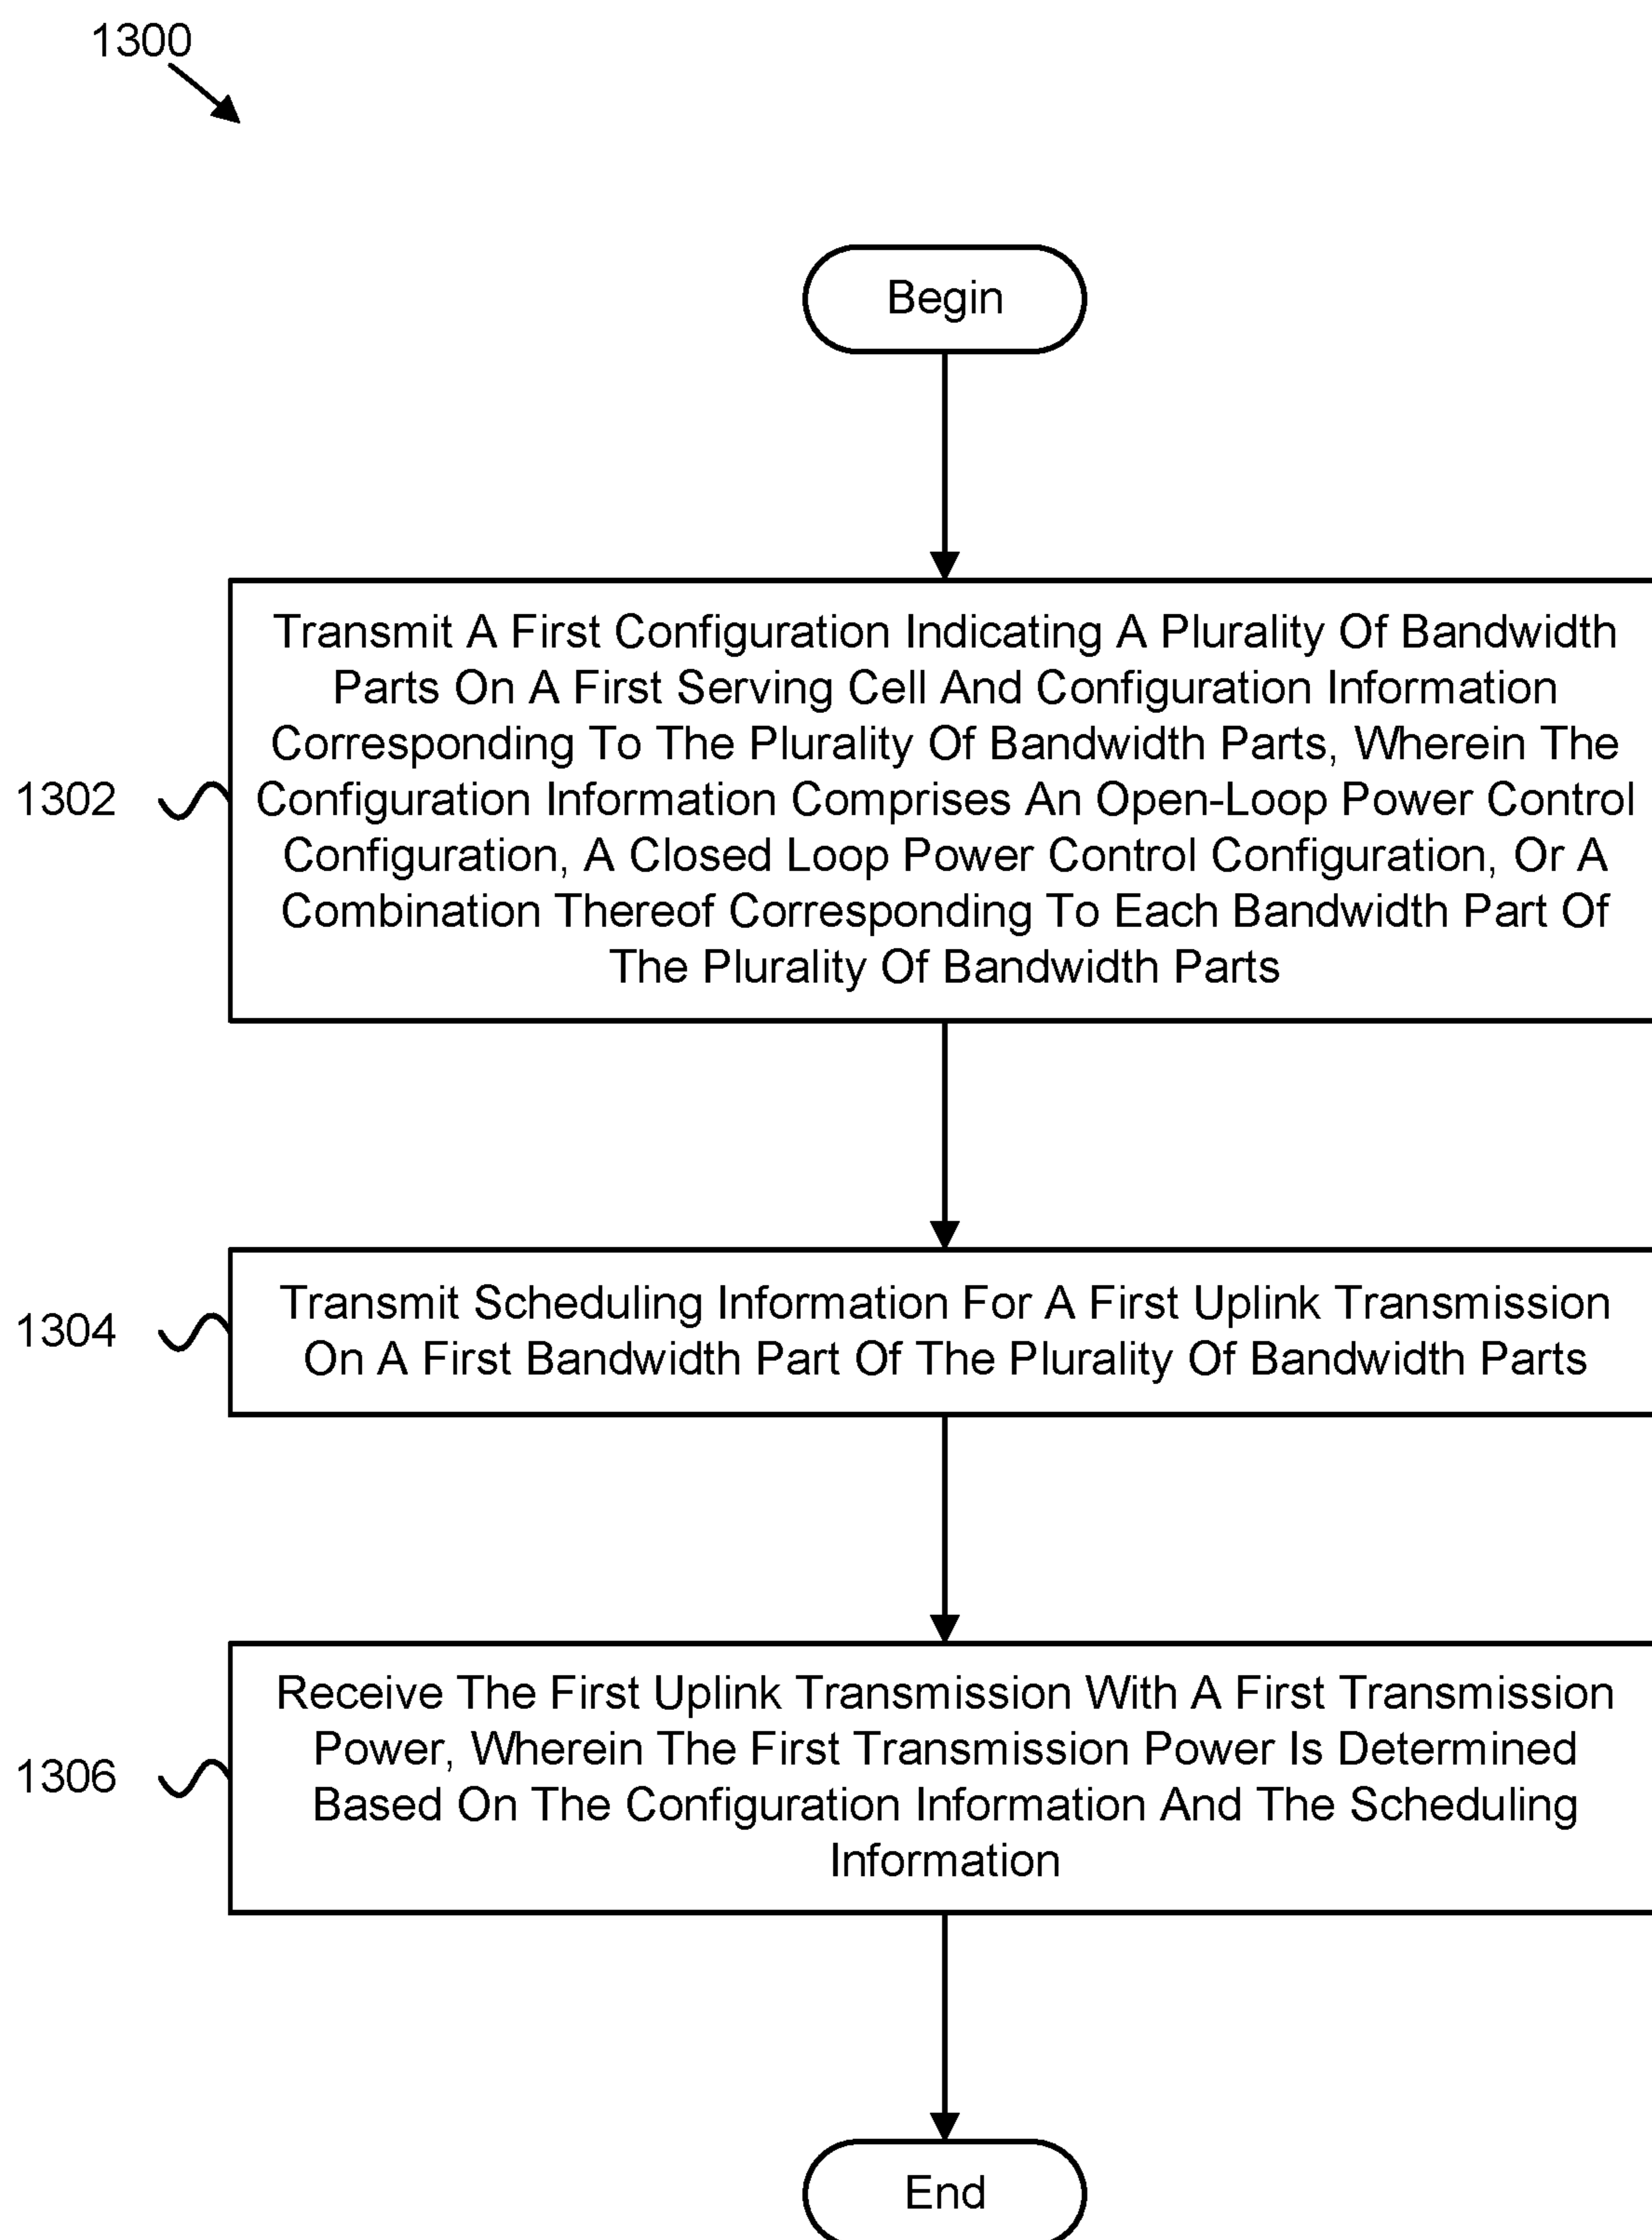 1300
Begin
Transmit A First Configuration Indicating A Plurality Of Bandwidth
Parts On A First Serving Cell And Configuration Information
Corresponding To The Plurality Of Bandwidth Parts, Wherein The
1302
Configuration Information Comprises An Open-Loop Power Control
Configuration, A Closed Loop Power Control Configuration, Or A
Combination Thereof Corresponding To Each Bandwidth Part Of
The Plurality Of Bandwidth Parts
1304
Transmit Scheduling Information For A First Uplink Transmission
On A First Bandwidth Part Of The Plurality Of Bandwidth Parts
1306
Receive The First Uplink Transmission With A First Transmission
Power, Wherein The First Transmission Power Is Determined
Based On The Configuration Information And The Scheduling
Information
End